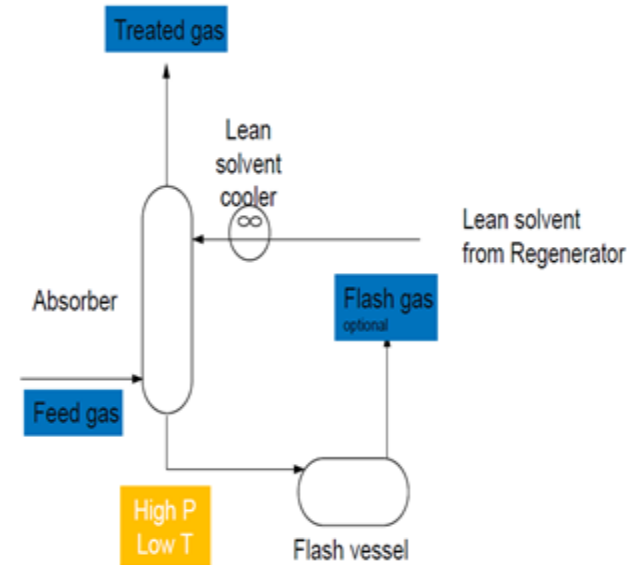 Treated gas
Lean
solvent
cooler
Lean solvent
from Regenerator
Absorber
Flash gas
optional
Feed gas
High P
Low T
Flash vessel